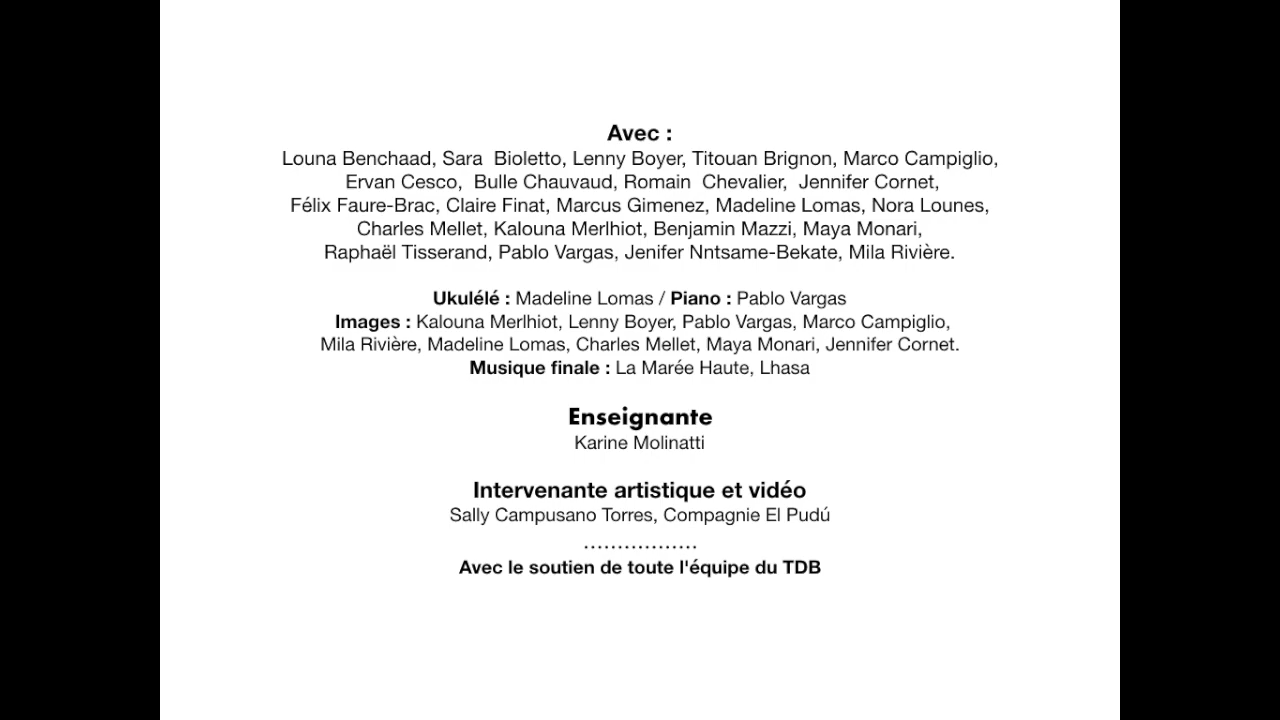 Avec :
Louna Benchaad, Sara  Bioletto, Lenny Boyer, Titouan Brignon, Marco Campiglio,
Ervan Cesco,  Bulle Chauvaud, Romain  Chevalier,  Jennifer Cornet,
Félix Faure-Brac, Claire Finat, Marcus Gimenez, Madeline Lomas, Nora Lounes,
Charles Mellet, Kalouna Merlhiot, Benjamin Mazzi, Maya Monari,
Raphaël Tisserand, Pablo Vargas, Jenifer Nntsame-Bekate, Mila Rivière.
Ukulélé : Madeline Lomas / Piano : Pablo Vargas
Images : Kalouna Merlhiot, Lenny Boyer, Pablo Vargas, Marco Campiglio,
Mila Rivière, Madeline Lomas, Charles Mellet, Maya Monari, Jennifer Cornet.
Musique finale : La Marée Haute, Lhasa
Enseignante
Karine Molinatti
Intervenante artistique et vidéo
Sally Campusano Torres, Compagnie El Pudú
.................
Avec le soutien de toute l'équipe du TDB